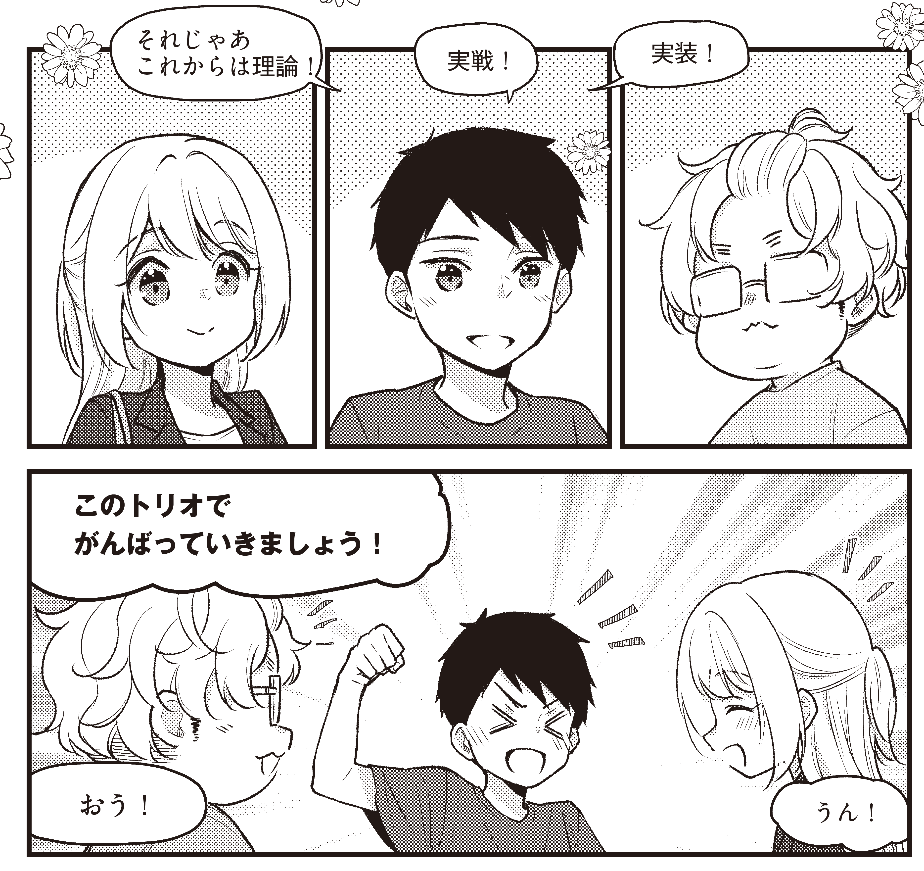 それじゃあ
これからは理論！
実戦！
実装！
このトリオで
がんばっていきましょう！
おう！
うん！